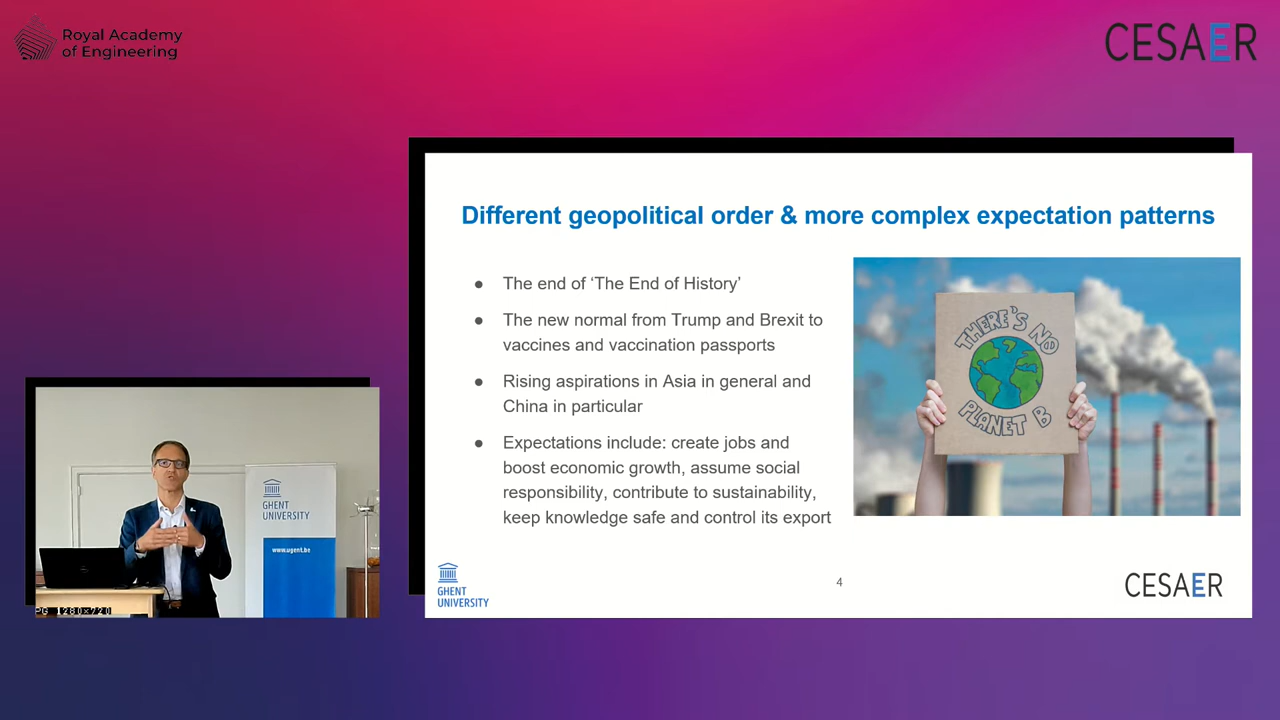 Royal Academy
of Engineering
CESAER
Different geopolitical order & more complex expectation patterns
● The end of ‘The End of History’
● The new normal from Trump and Brexit to
vaccines and vaccination passports
● Rising aspirations in Asia in general and
China in particular
● Expectations include: create jobs and
boost economic growth, assume social
responsibility, contribute to sustainability,
keep knowledge safe and control its export
THERE'S NO
PLANET B
GHENT
UNIVERSITY
www.ugent.be
PG 1280x720
GHENT
UNIVERSITY
4
CESAER